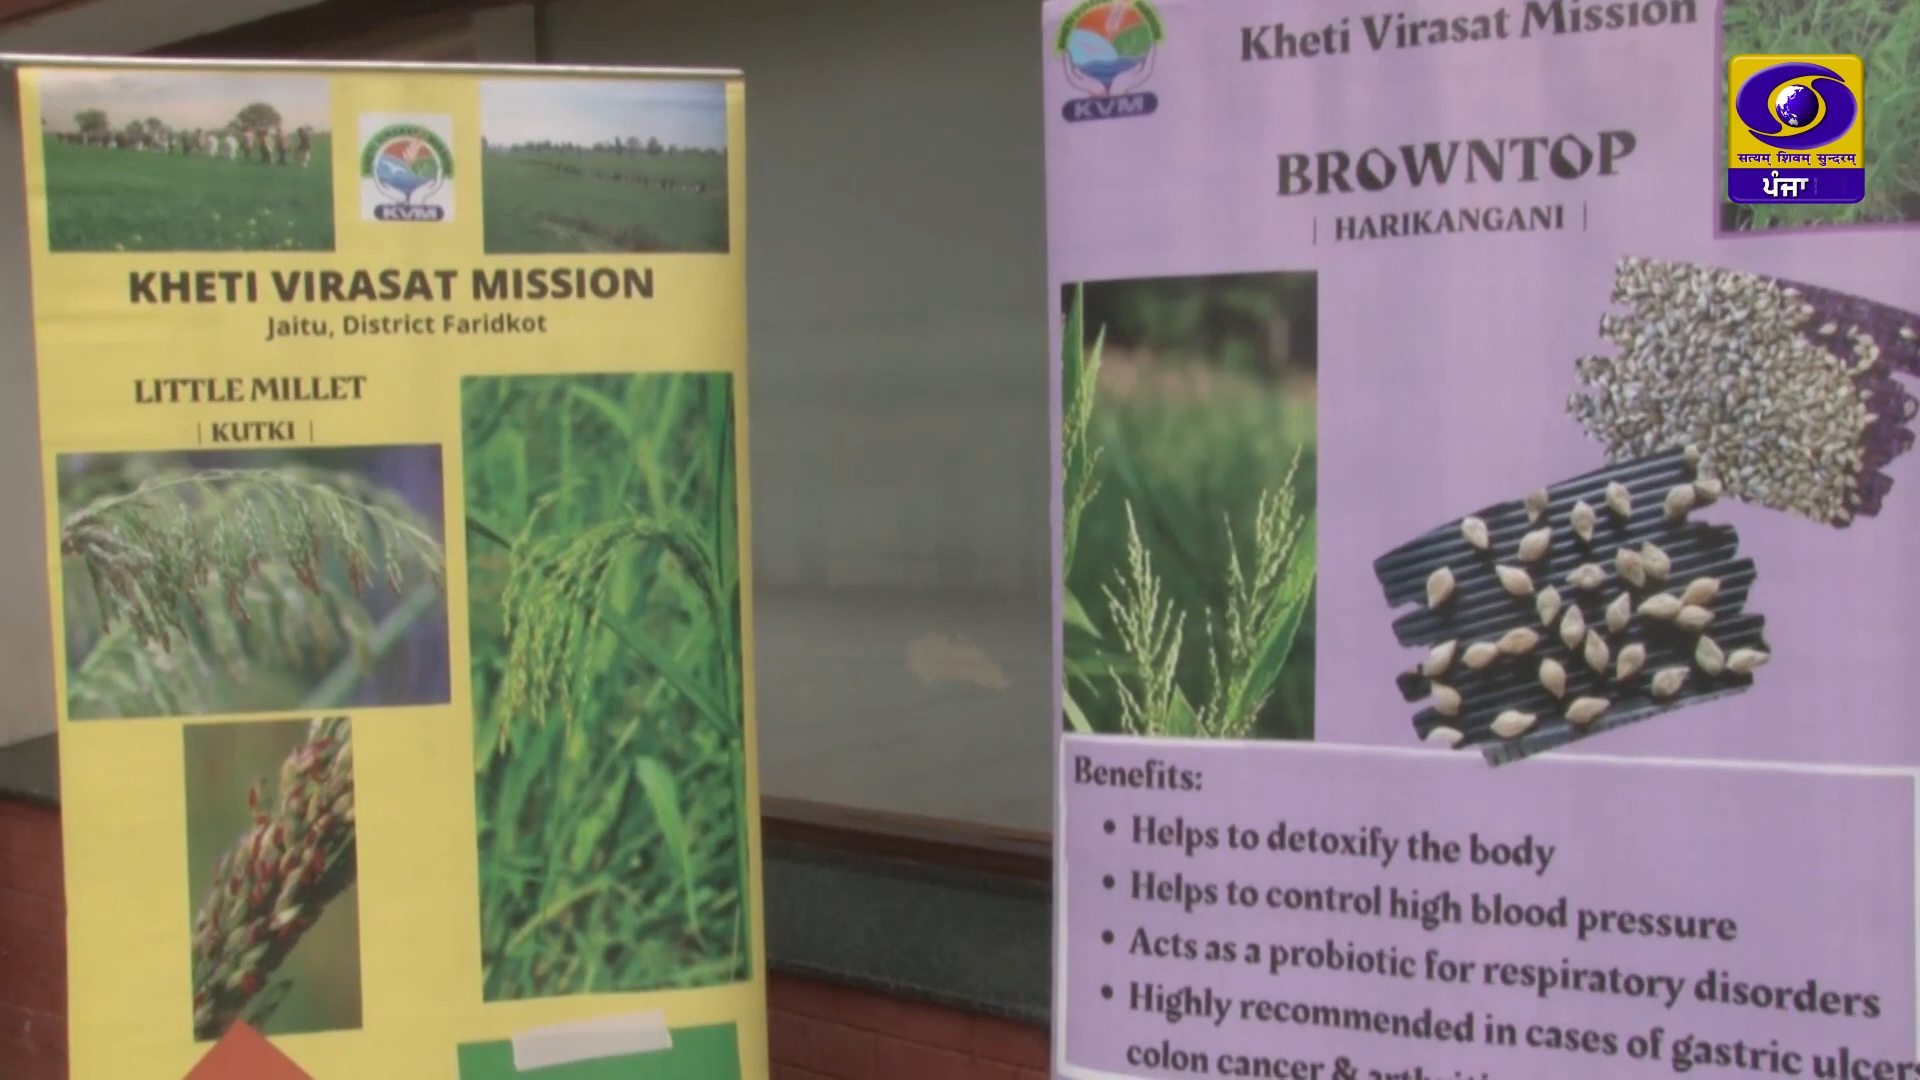 KVM
KHETI VIRASAT MISSION
Jaitu, District Faridkot
LITTLE MILLET
| KUTKI |
KVM
Kheti Virasat Mission
BROWNTOP
| HARIKANGANI |
Benefits:
• Helps to detoxify the body
• Helps to control high blood pressure
• Acts as a probiotic for respiratory disorders
• Highly recommended in cases of gastric ulcers
colon cancer &
सत्यम् शिवम् सुन्दरम्
ਪੰਜਾ